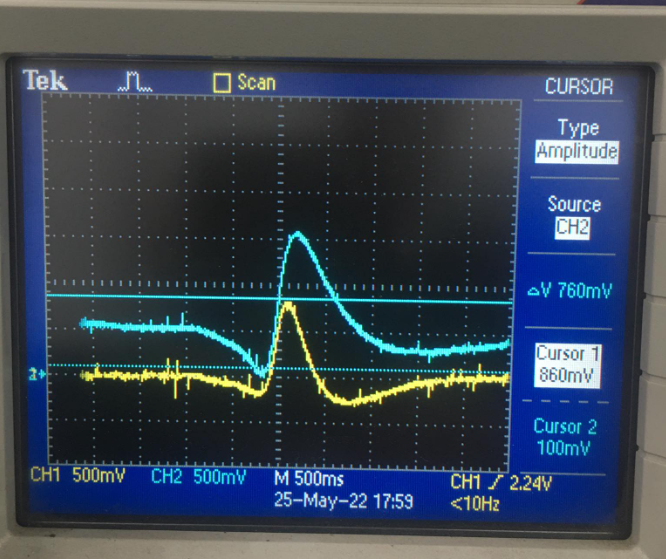 Tek Scan CURSOR
Type
Amplitude
Source
CH2
△V 760mV
Cursor 1
860mV
Cursor 2
100mV
CH1 500mV CH2 500mV M 500ms CH1 2.24V
25-May-22 17:59 <10Hz